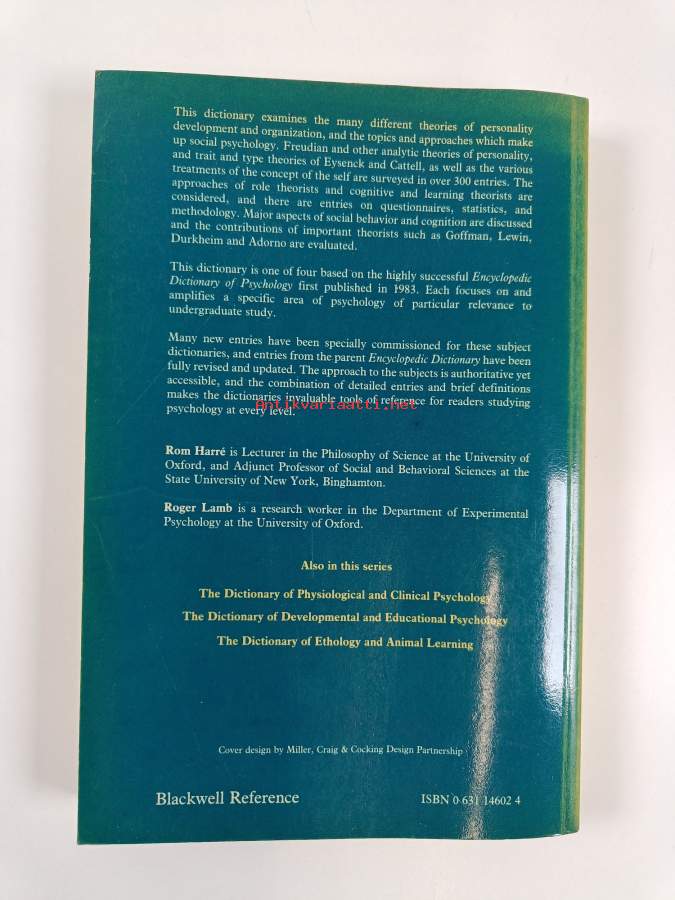 This dictionary examines the many different theories of personality
development and organization, and the topics and approaches which make
up social psychology. Freudian and other analytic theories of personality,
and trait and type theories of Eysenck and Cattell, as well as the various
treatments of the concept of the self are surveyed in over 300 entries. The
approaches of role theorists and cognitive and learning theorists are
considered, and there are entries on questionnaires, statistics, and
methodology. Major aspects of social behavior and cognition are discussed
and the contributions of important theorists such as Goffman, Lewin,
Durkheim and Adorno are evaluated.
This dictionary is one of four based on the highly successful Encyclopedic
Dictionary of Psychology first published in 1983. Each focuses on and
amplifies a specific area of psychology of particular relevance to
undergraduate study.
Many new entries have been specially commissioned for these subject
dictionaries, and entries from the parent Encyclopedic Dictionary have been
fully revised and updated. The approach to the subjects is authoritative yet
accessible, and the combination of detailed entries and brief definitions
makes the dictionaries invaluable tools of reference for readers studying
psychology at every level.
Antikvariaatti.net
Rom Harré is Lecturer in the Philosophy of Science at the University of
Oxford, and Adjunct Professor of Social and Behavioral Sciences at the
State University of New York, Binghamton.
Roger Lamb is a research worker in the Department of Experimental
Psychology at the University of Oxford.
Also in this series
The Dictionary of Physiological and Clinical Psychology
The Dictionary of Developmental and Educational Psychology
The Dictionary of Ethology and Animal Learning
Cover design by Miller, Craig & Cocking Design Partnership
Blackwell Reference
ISBN 0 631 14602 4